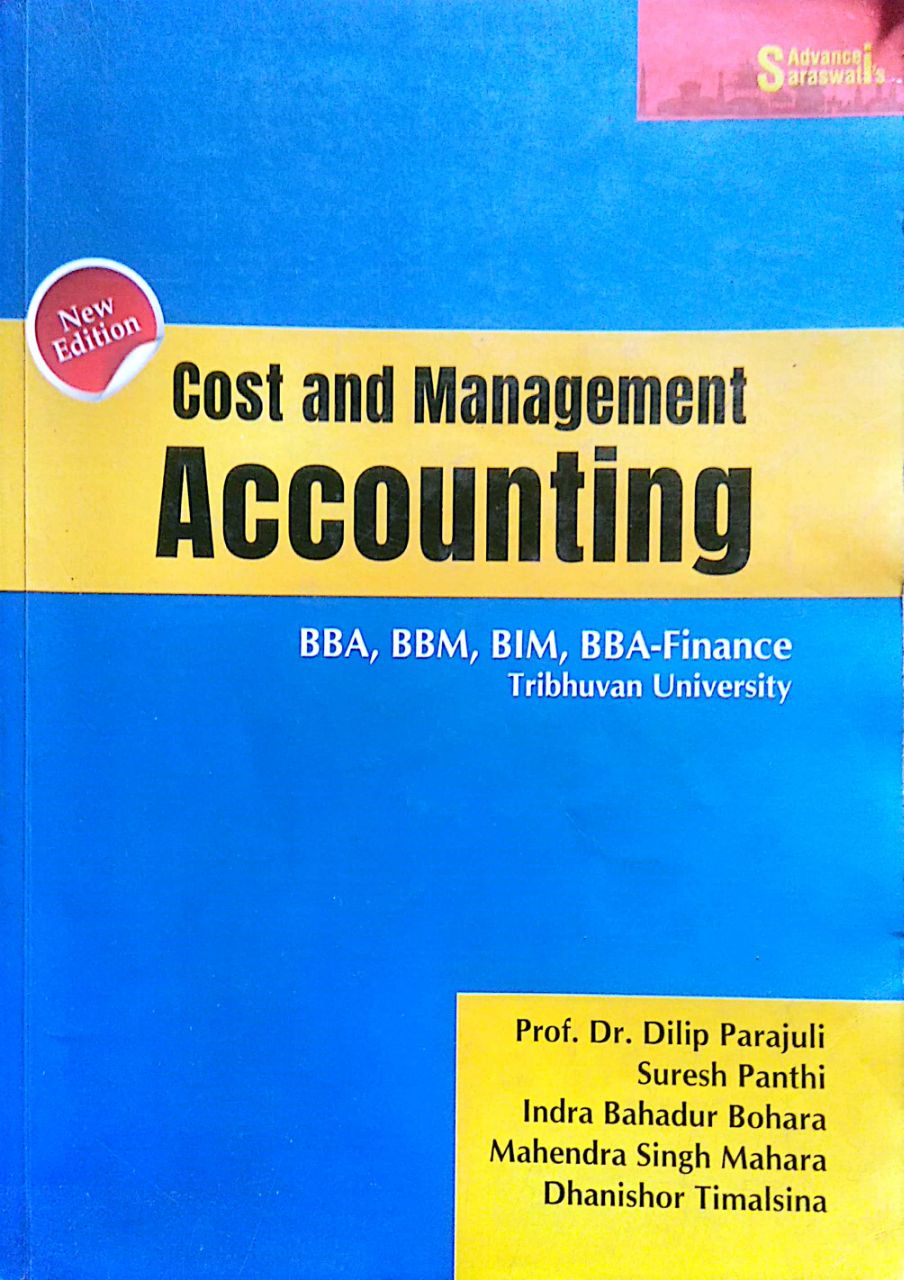 Advance
Saraswati's
New
Edition
Cost and Management
Accounting
BBA, BBM, BIM, BBA-Finance
Tribhuvan University
Prof. Dr. Dilip Parajuli
Suresh Panthi
Indra Bahadur Bohara
Mahendra Singh Mahara
Dhanishor Timalsina